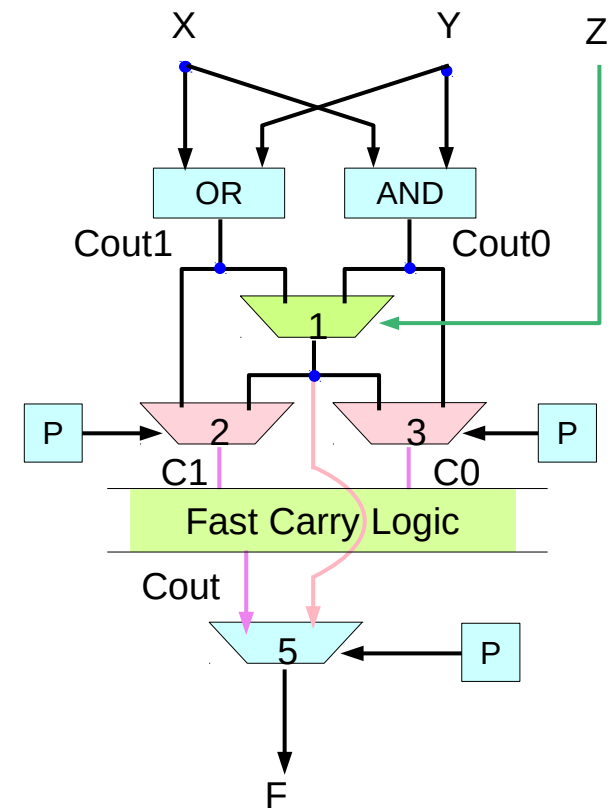 X Y Z
OR AND
Cout1 Cout0
1
P 2 3 P
C1 C0
Fast Carry Logic
Cout
5 P
F